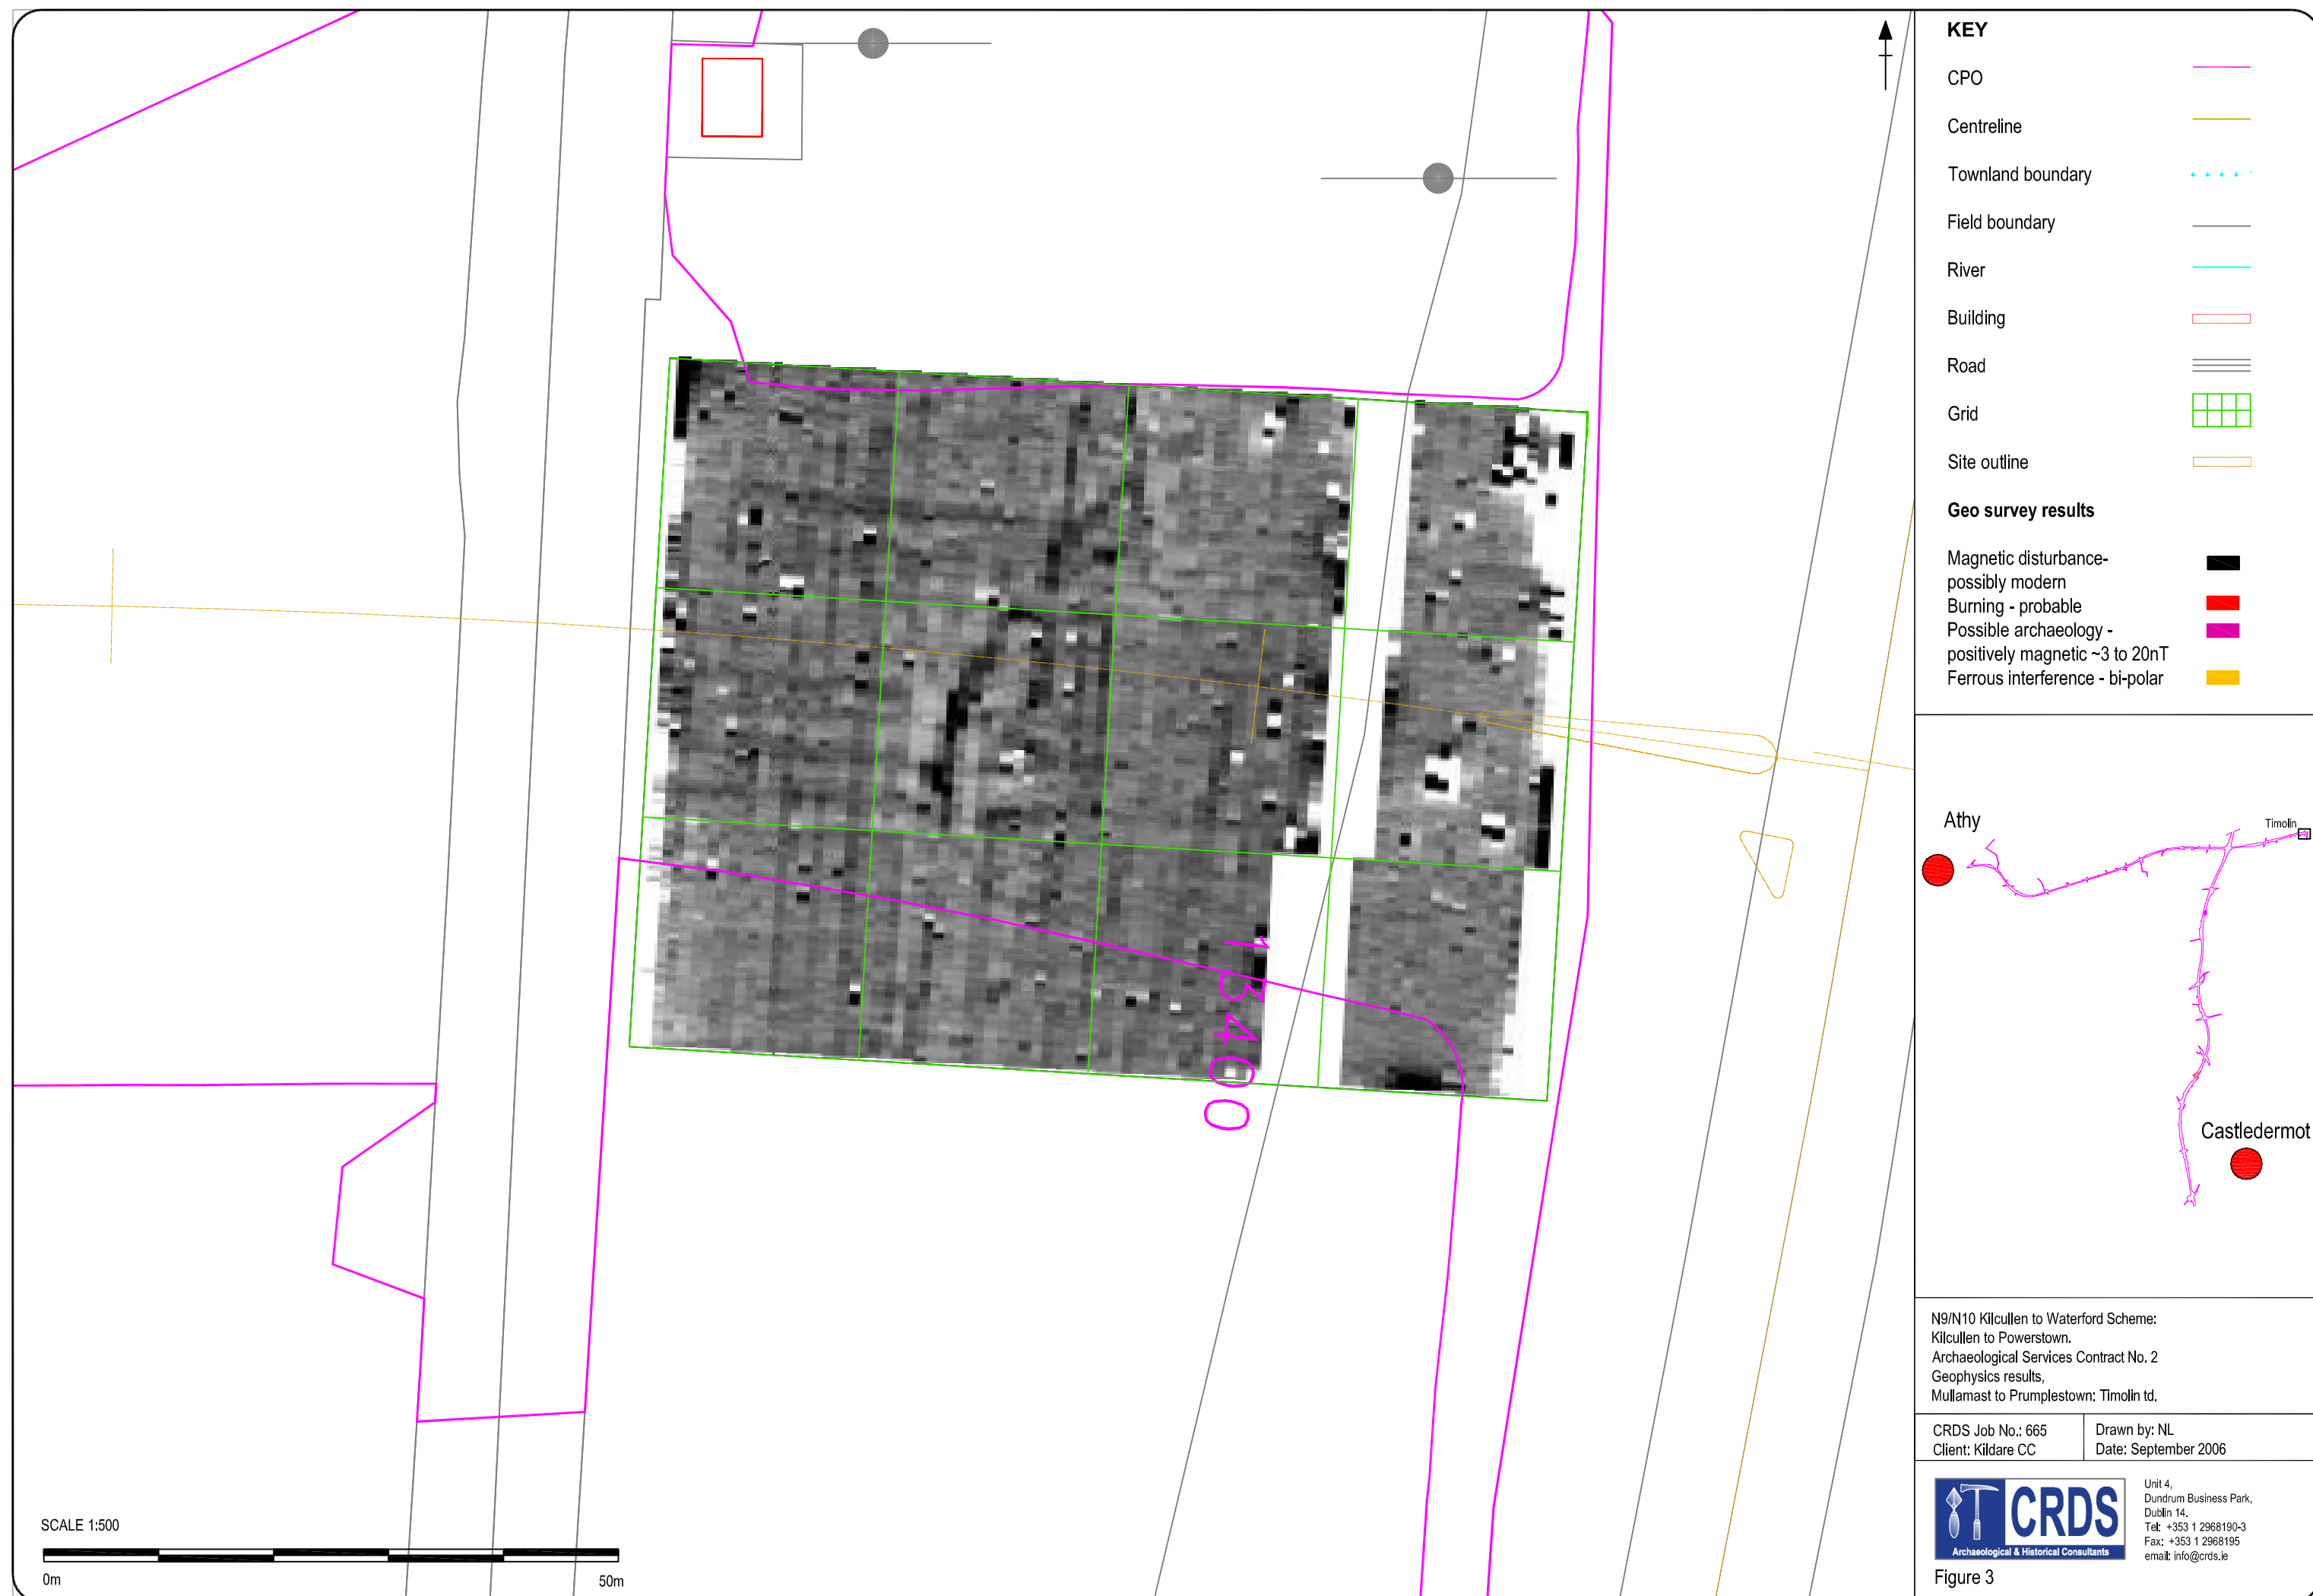 KEY
CPO
Centreline
Townland boundary
Field boundary
River
Building
Road
Grid
Site outline
Geo survey results
Magnetic disturbance-
possibly modern
Burning - probable
Possible archaeology -
positively magnetic ~3 to 20nT
Ferrous interference - bi-polar
13400
Athy
Timolin
Castledermot
N9/N10 Kilcullen to Waterford Scheme:
Kilcullen to Powerstown.
Archaeological Services Contract No. 2
Geophysics results,
Mullamast to Prumplestown: Timolin td.
CRDS Job No.: 665
Client: Kildare CC
Drawn by: NL
Date: September 2006
CRDS
Archaeological & Historical Consultants
Unit 4,
Dundrum Business Park,
Dublin 14.
Tel: +353 1 2968190-3
Fax: +353 1 2968195
email: info@crds.ie
Figure 3
SCALE 1:500
0m 50m